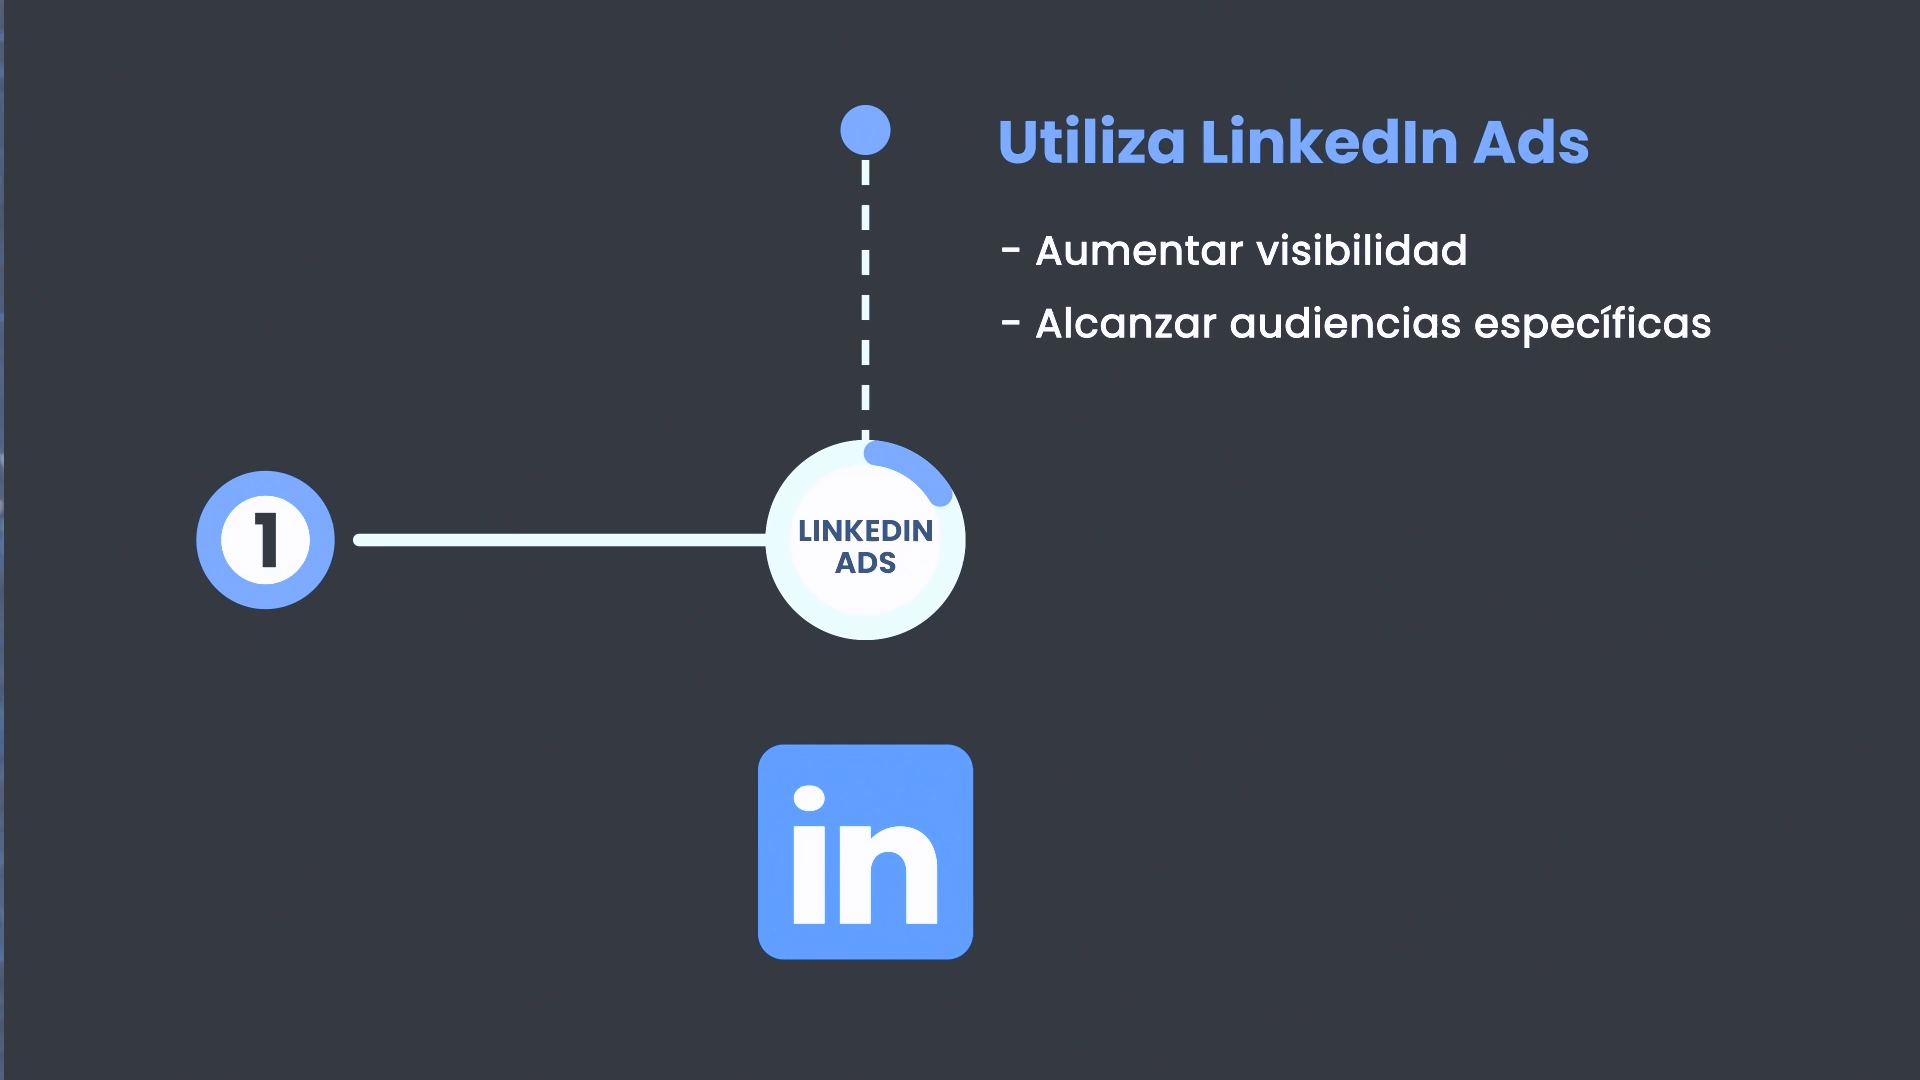 Utiliza LinkedIn Ads
- Aumentar visibilidad
- Alcanzar audiencias específicas
1
LINKEDIN
ADS
in